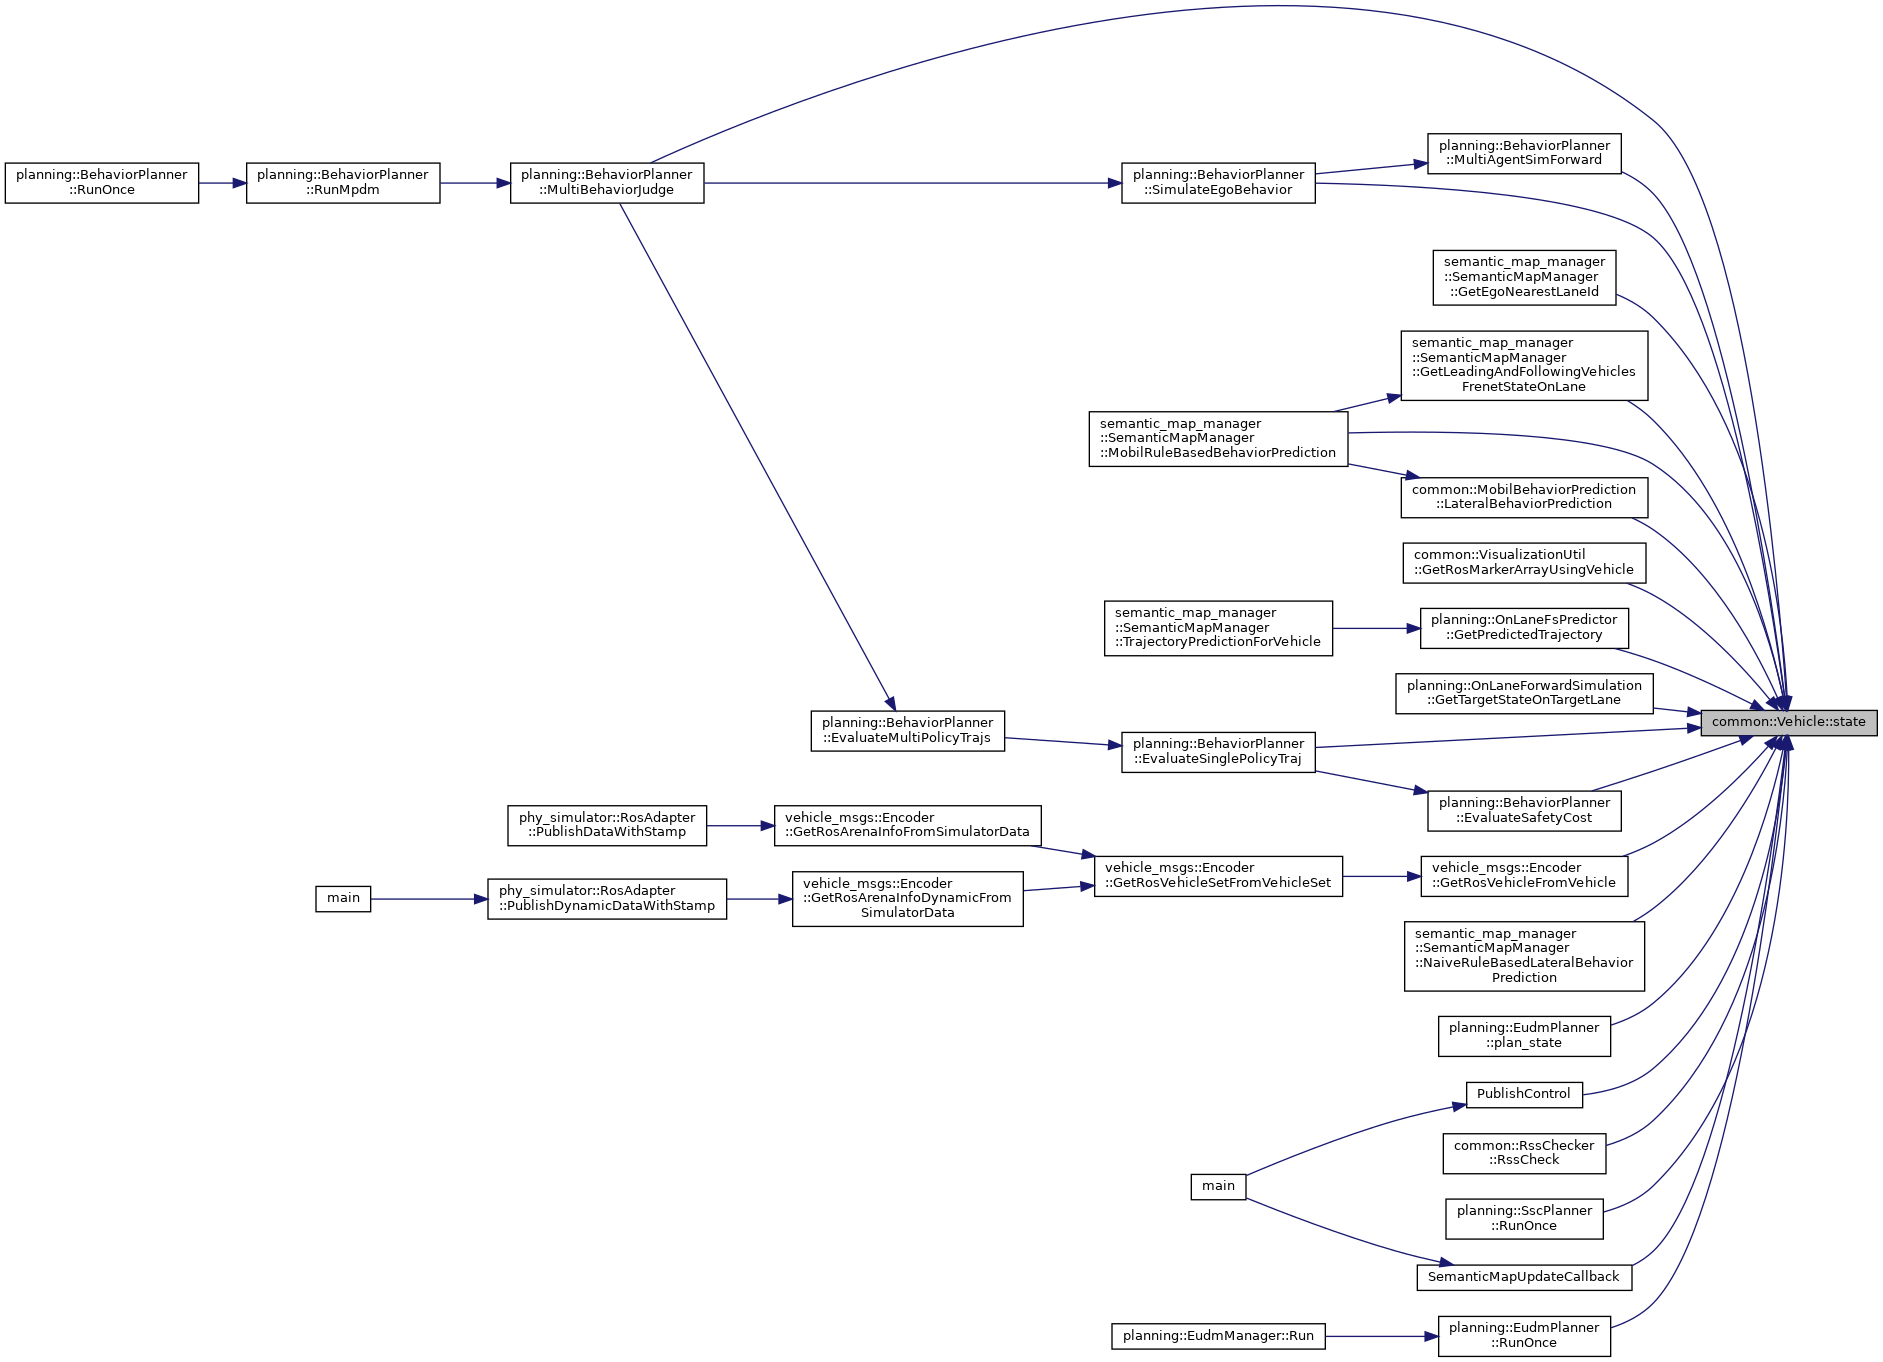 planning::BehaviorPlanner
::RunOnce
planning::BehaviorPlanner
::RunMpdm
planning::BehaviorPlanner
::MultiBehaviorJudge
planning::BehaviorPlanner
::SimulateEgoBehavior
planning::BehaviorPlanner
::MultiAgentSimForward
semantic_map_manager
::SemanticMapManager
::GetEgoNearestLaneId
semantic_map_manager
::SemanticMapManager
::GetLeadingAndFollowingVehicles
FrenetStateOnLane
semantic_map_manager
::SemanticMapManager
::MobilRuleBasedBehaviorPrediction
common::MobilBehaviorPrediction
::LateralBehaviorPrediction
common::VisualizationUtil
::GetRosMarkerArrayUsingVehicle
semantic_map_manager
::SemanticMapManager
::TrajectoryPredictionForVehicle
planning::OnLaneFsPredictor
::GetPredictedTrajectory
planning::OnLaneForwardSimulation
::GetTargetStateOnTargetLane
common::Vehicle::state
planning::BehaviorPlanner
::EvaluateMultiPolicyTrajs
planning::BehaviorPlanner
::EvaluateSinglePolicyTraj
planning::BehaviorPlanner
::EvaluateSafetyCost
phy_simulator::RosAdapter
::PublishDataWithStamp
vehicle_msgs::Encoder
::GetRosArenaInfoFromSimulatorData
main
phy_simulator::RosAdapter
::PublishDynamicDataWithStamp
vehicle_msgs::Encoder
::GetRosArenaInfoDynamicFrom
SimulatorData
vehicle_msgs::Encoder
::GetRosVehicleSetFromVehicleSet
vehicle_msgs::Encoder
::GetRosVehicleFromVehicle
semantic_map_manager
::SemanticMapManager
::NaiveRuleBasedLateralBehavior
Prediction
planning::EudmPlanner
::plan_state
PublishControl
common::RssChecker
::RssCheck
main
planning::SscPlanner
::RunOnce
SemanticMapUpdateCallback
planning::EudmManager::Run
planning::EudmPlanner
::RunOnce